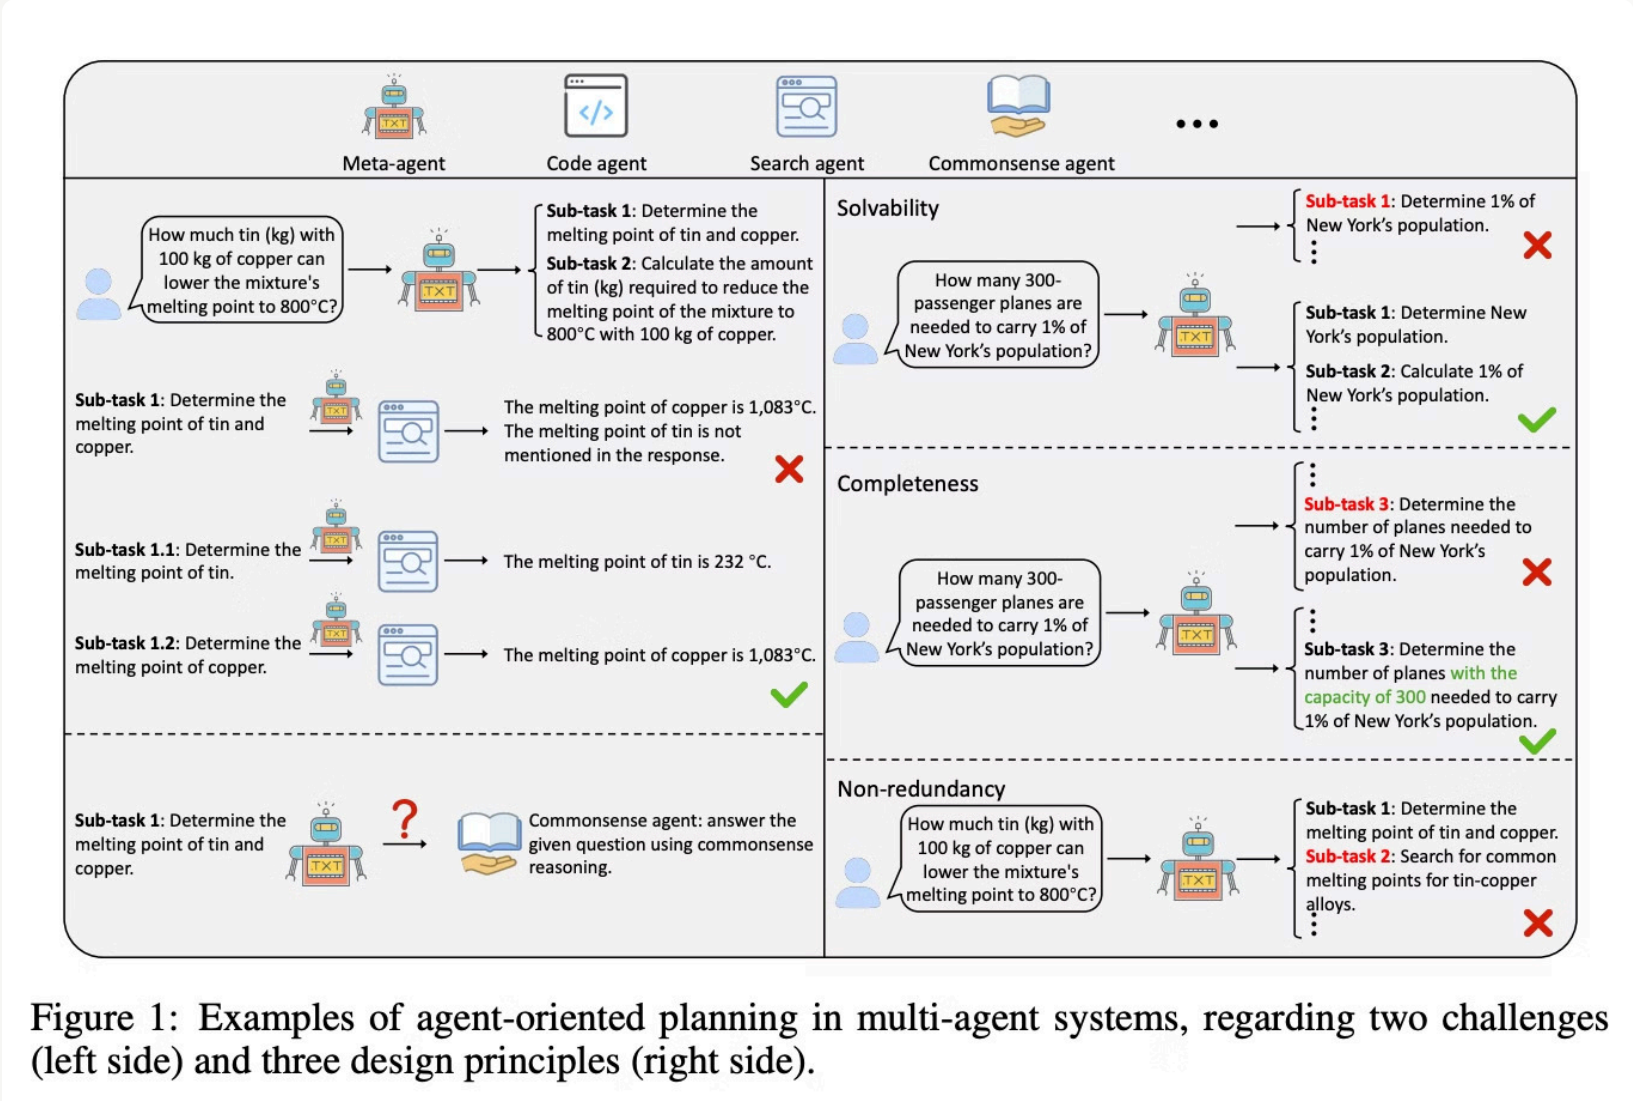 Meta-agent
Code agent
Search agent
Commonsense agent
...
How much tin (kg) with
100 kg of copper can
lower the mixture's
melting point to 800°C?
.TXT
Sub-task 1: Determine the
melting point of tin and copper.
Sub-task 2: Calculate the amount
of tin (kg) required to reduce the
melting point of the mixture to
800°C with 100 kg of copper.
Sub-task 1: Determine the
melting point of tin and
copper.
The melting point of copper is 1,083°C.
The melting point of tin is not
mentioned in the response.
Sub-task 1.1: Determine the
melting point of tin.
The melting point of tin is 232 °C.
Sub-task 1.2: Determine the
melting point of copper.
The melting point of copper is 1,083°C.
Sub-task 1: Determine the
melting point of tin and
copper.
.TXT
?
Commonsense agent: answer the
given question using commonsense
reasoning.
Solvability
How many 300-
passenger planes are
needed to carry 1% of
New York’s population?
.TXT
Sub-task 1: Determine 1% of
New York’s population.
Sub-task 1: Determine New
York’s population.
Sub-task 2: Calculate 1% of
New York’s population.
Completeness
How many 300-
passenger planes are
needed to carry 1% of
New York’s population?
.TXT
Sub-task 3: Determine the
number of planes needed to
carry 1% of New York’s
population.
Sub-task 3: Determine the
number of planes with the
capacity of 300 needed to carry
1% of New York’s population.
Non-redundancy
How much tin (kg) with
100 kg of copper can
lower the mixture's
melting point to 800°C?
.TXT
Sub-task 1: Determine the
melting point of tin and copper.
Sub-task 2: Search for common
melting points for tin-copper
alloys.
Figure 1: Examples of agent-oriented planning in multi-agent systems, regarding two challenges
(left side) and three design principles (right side).